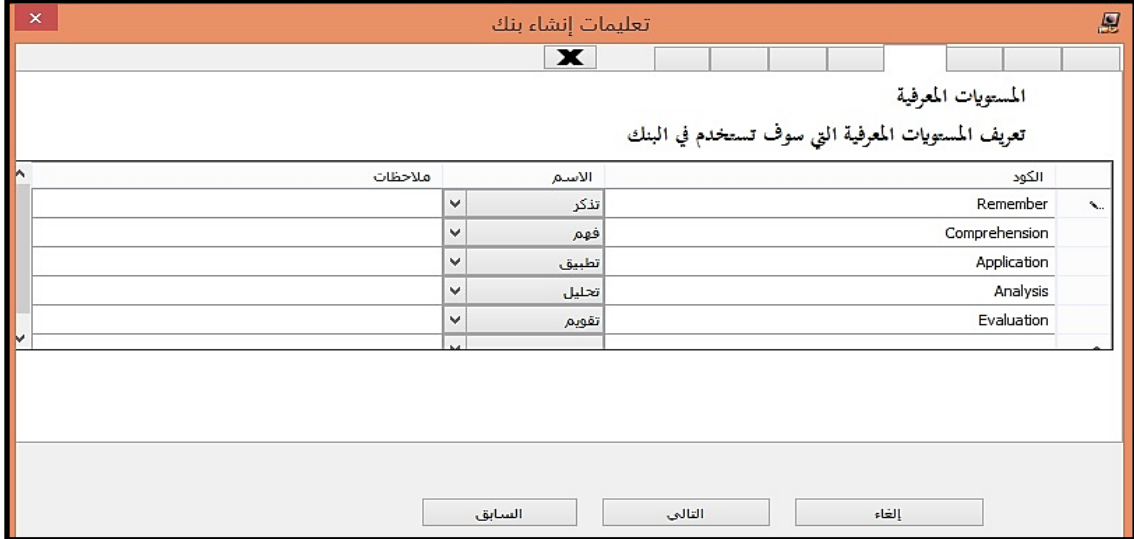 تعليمات إنشاء بنك
المستويات المعرفية
تعريف المستويات المعرفية التي سوف تستخدم في البنك
الكود الاسم ملاحظات
Remember تذكر
Comprehension فهم
Application تطبيق
Analysis تحليل
Evaluation تقويم
إلغاء التالي السابق